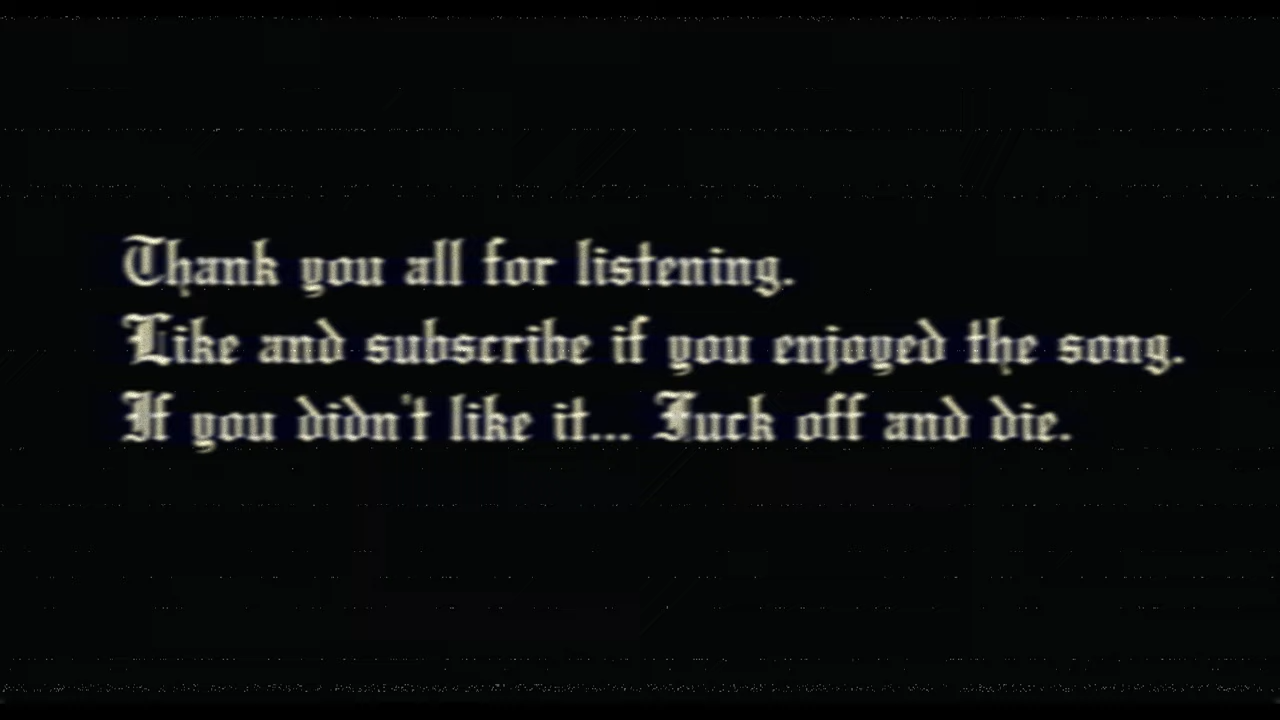 Thank you all for listening.
Like and subscribe if you enjoyed the song.
If you didn't like it... Fuck off and die.